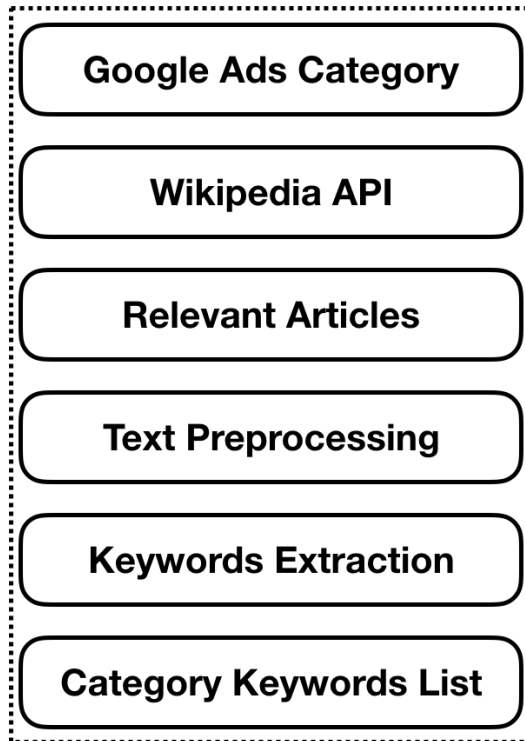 Google Ads Category
Wikipedia API
Relevant Articles
Text Preprocessing
Keywords Extraction
Category Keywords List